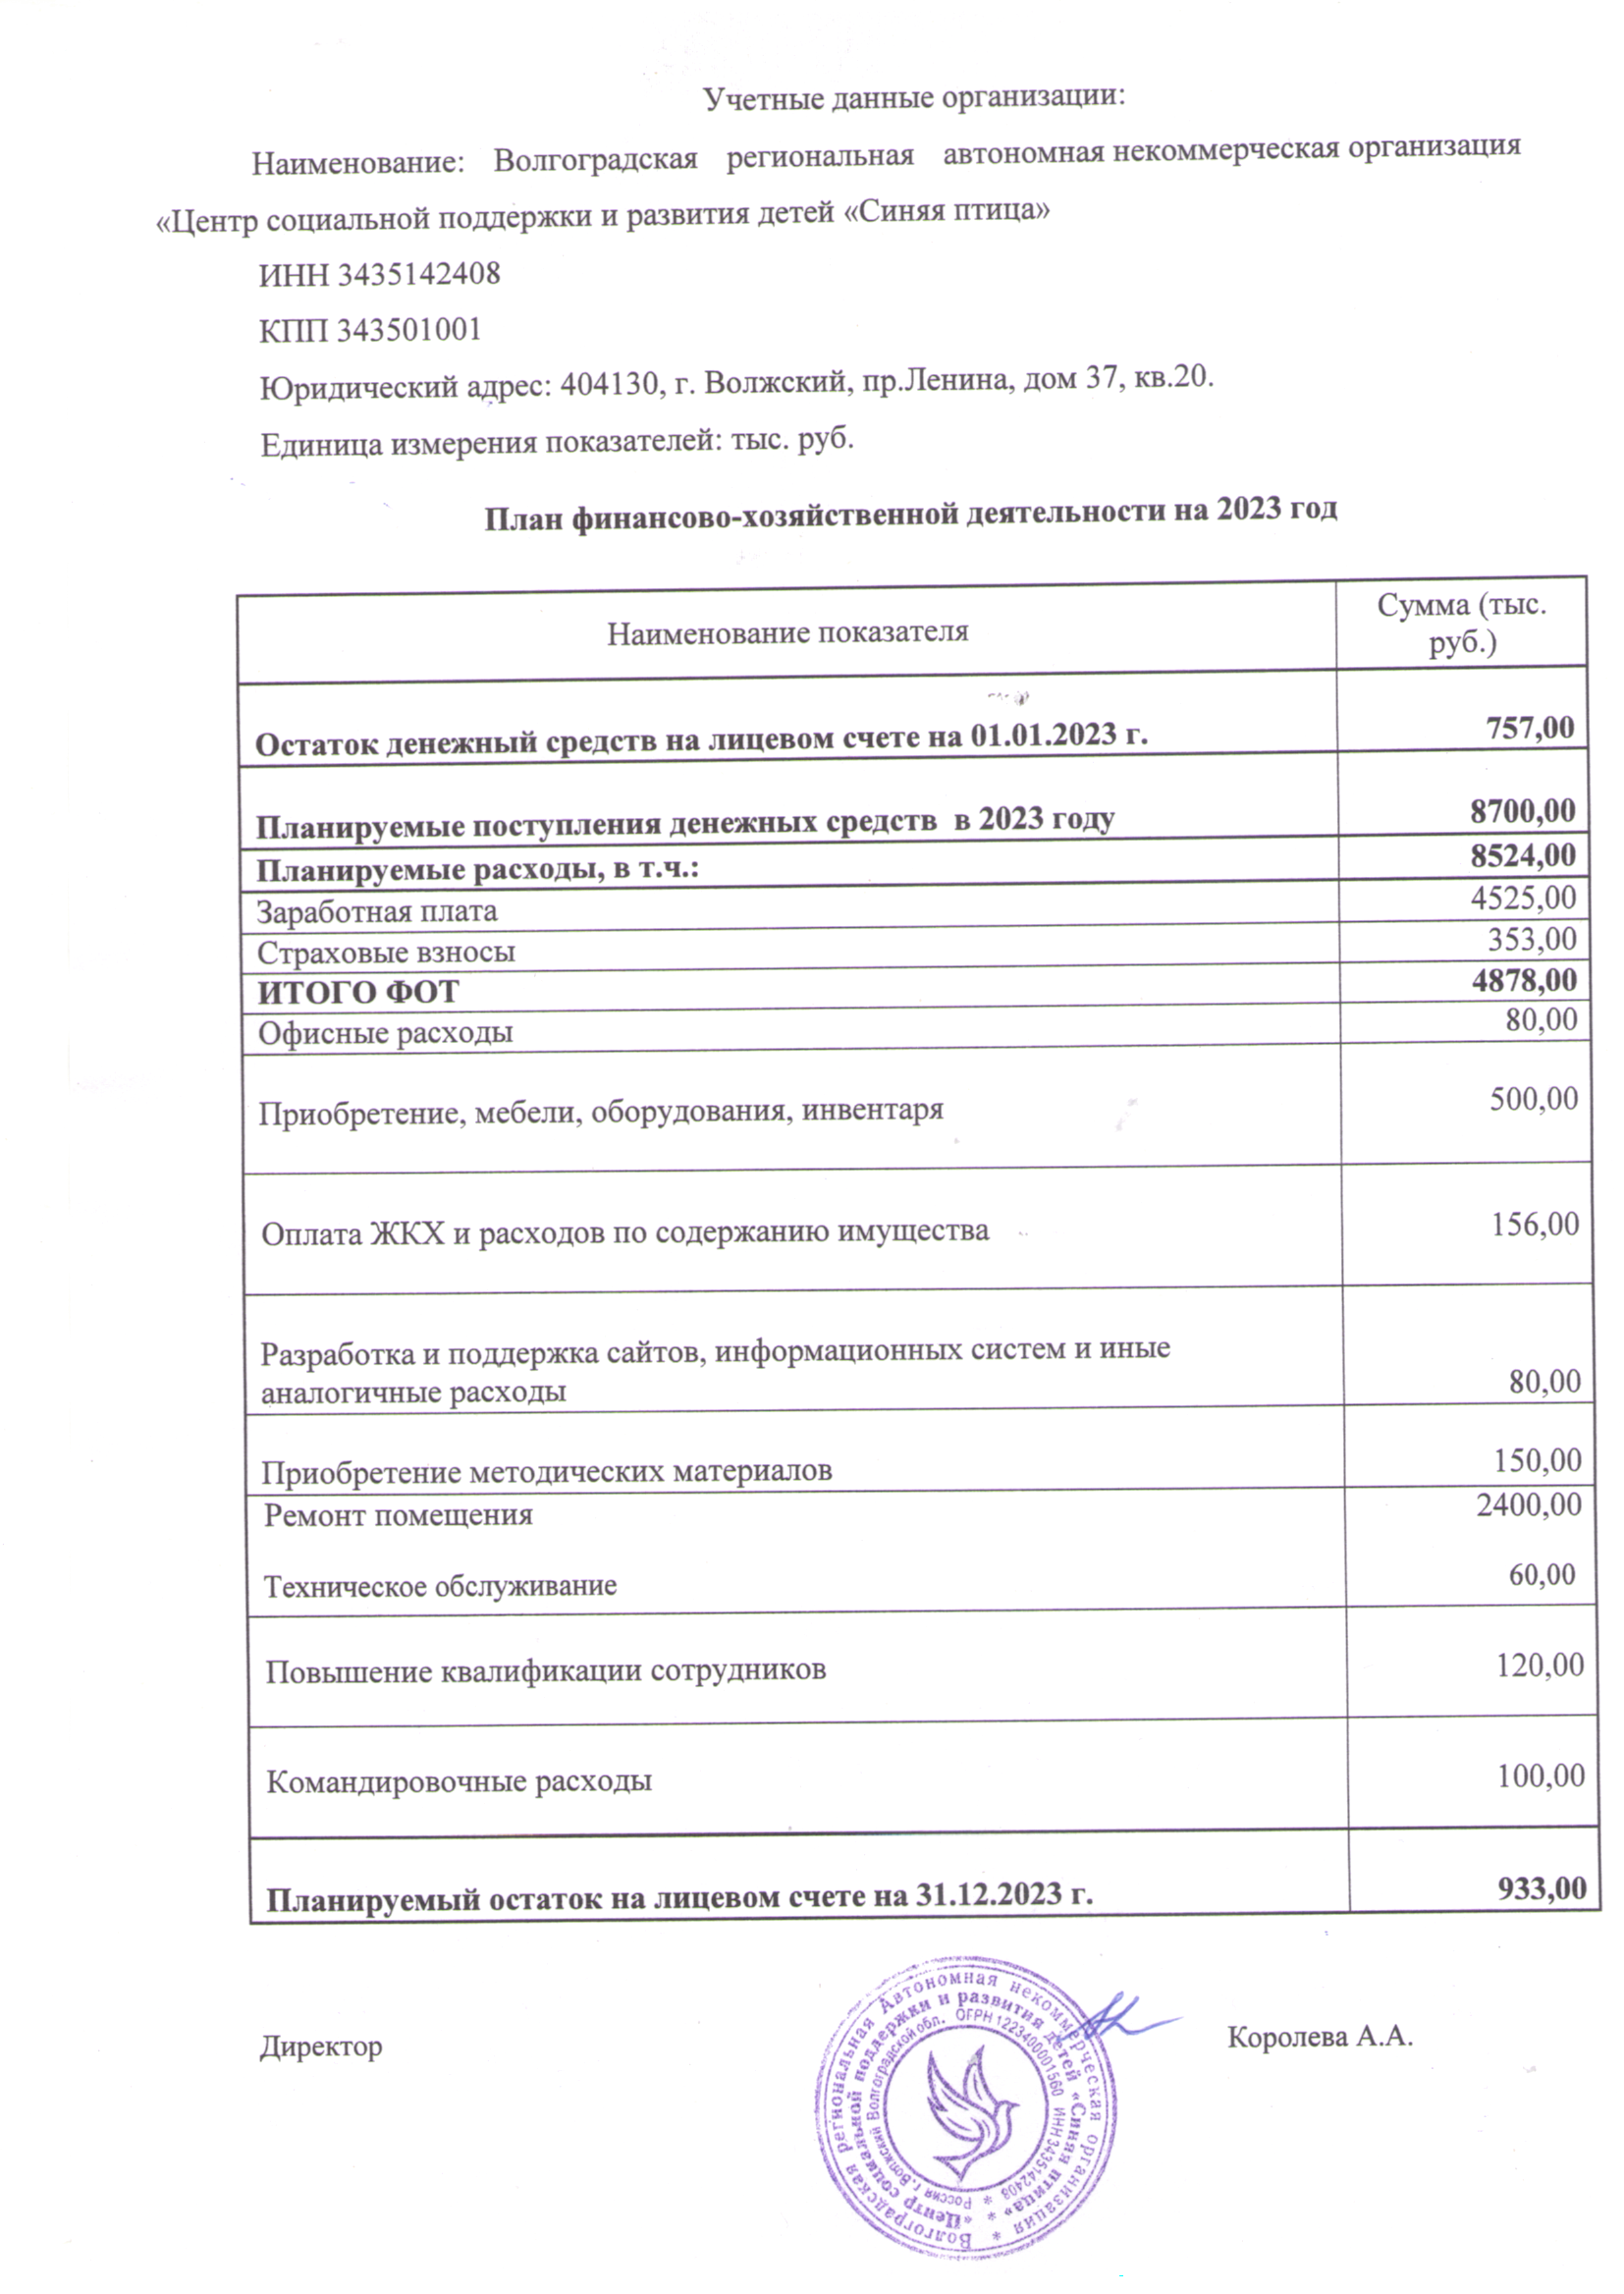 Учетные данные организации:
Наименование: Волгоградская региональная автономная некоммерческая организация
«Центр социальной поддержки и развития детей «Синяя птица»
ИНН 3435142408
КПП 343501001
Юридический адрес: 404130, г. Волжский, пр.Ленина, дом 37, кв.20.
Единица измерения показателей: тыс. руб.
План финансово-хозяйственной деятельности на 2023 год
Наименование показателя
Сумма (тыс.
руб.)
Остаток денежный средств на лицевом счете на 01.01.2023 г. 757,00
Планируемые поступления денежных средств в 2023 году 8700,00
Планируемые расходы, в т.ч.: 8524,00
Заработная плата 4525,00
Страховые взносы 353,00
ИТОГО ФОТ 4878,00
Офисные расходы 80,00
Приобретение, мебели, оборудования, инвентаря 500,00
Оплата ЖКХ и расходов по содержанию имущества 156,00
Разработка и поддержка сайтов, информационных систем и иные
аналогичные расходы 80,00
Приобретение методических материалов 150,00
Ремонт помещения 2400,00
Техническое обслуживание 60,00
Повышение квалификации сотрудников 120,00
Командировочные расходы 100,00
Планируемый остаток на лицевом счете на 31.12.2023 г. 933,00
Директор Королева А.А.
Волгоградская региональная Автономная некоммерческая организация *
«Центр социальной поддержки и развития детей «Синяя птица» *
Россия г.Волжский Волгоградской обл. ОГРН 1223400001560 ИНН 3435142408 *